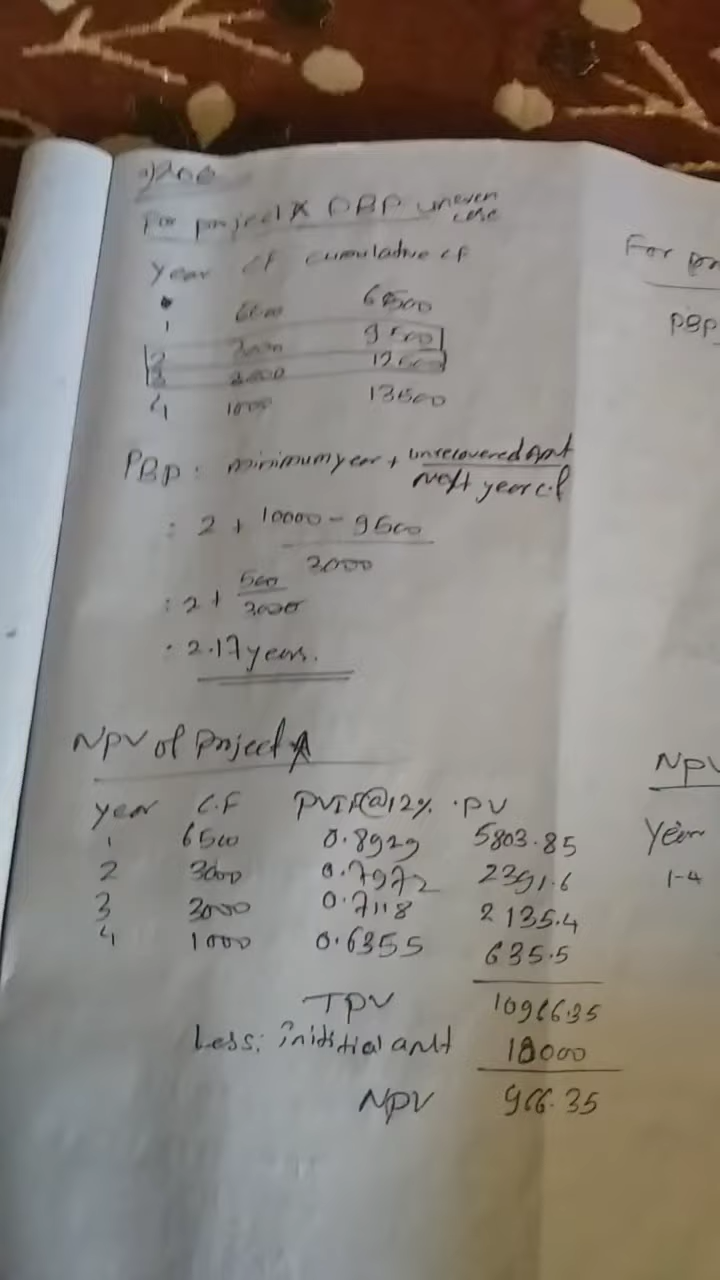 For project X PBP uneven case
year CF cumulative cf
1 6500 6500
2 3000 9500
3 3000 12500
4 1000 13500
PBP : minimum year + unrecovered Amt
Next year c.f
: 2 + 10000 - 9500
3000
: 2 + 500
3000
: 2.17 years.
NPV of Project A
year C.F PVIF@12% PV
1 6500 0.8929 5803.85
2 3000 0.7972 2391.6
3 3000 0.7118 2135.4
4 1000 0.6355 635.5
TPV 10966.35
Less: initital amt 10000
NPV 966.35
For pro
PBP
NPV
Year
1-4